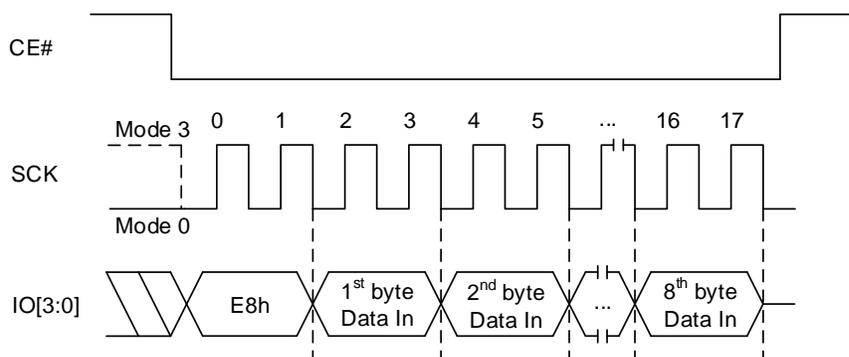 CE#
0 1 2 3 4 5 ... 16 17
Mode 3
SCK
Mode 0
IO[3:0]
E8h
1st byte
Data In
2nd byte
Data In
...
8th byte
Data In